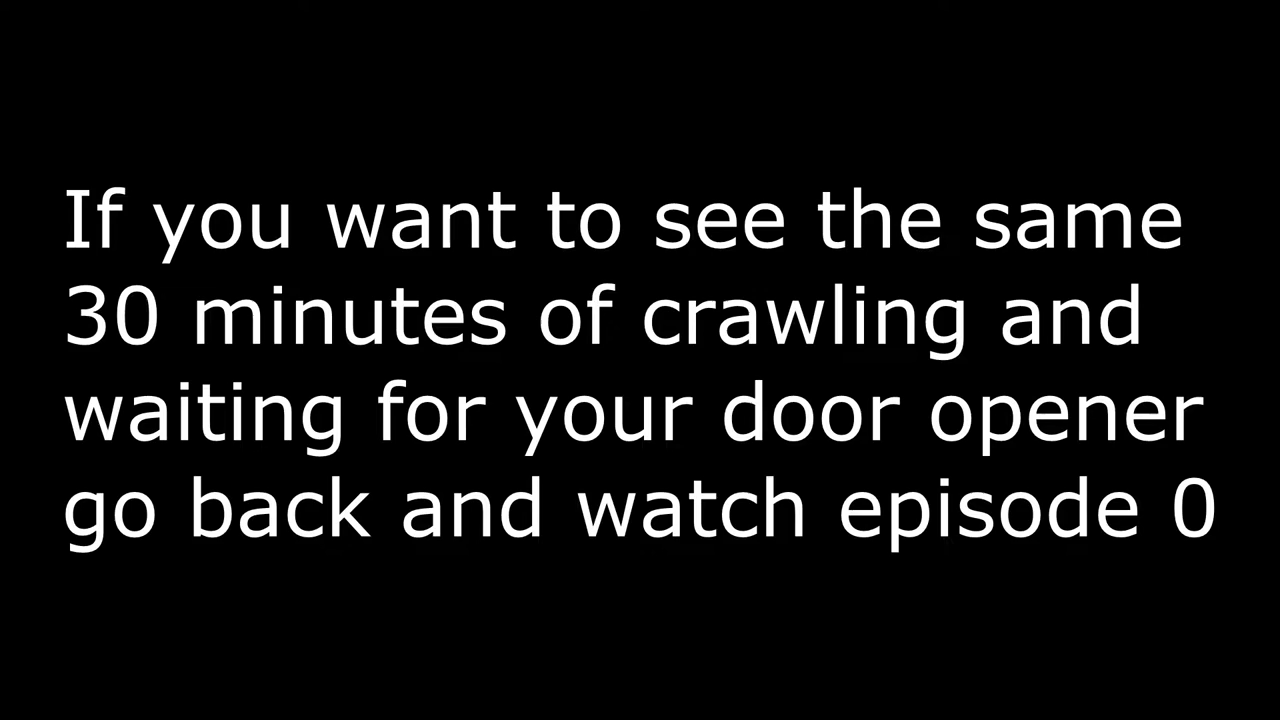 If you want to see the same
30 minutes of crawling and
waiting for your door opener
go back and watch episode 0